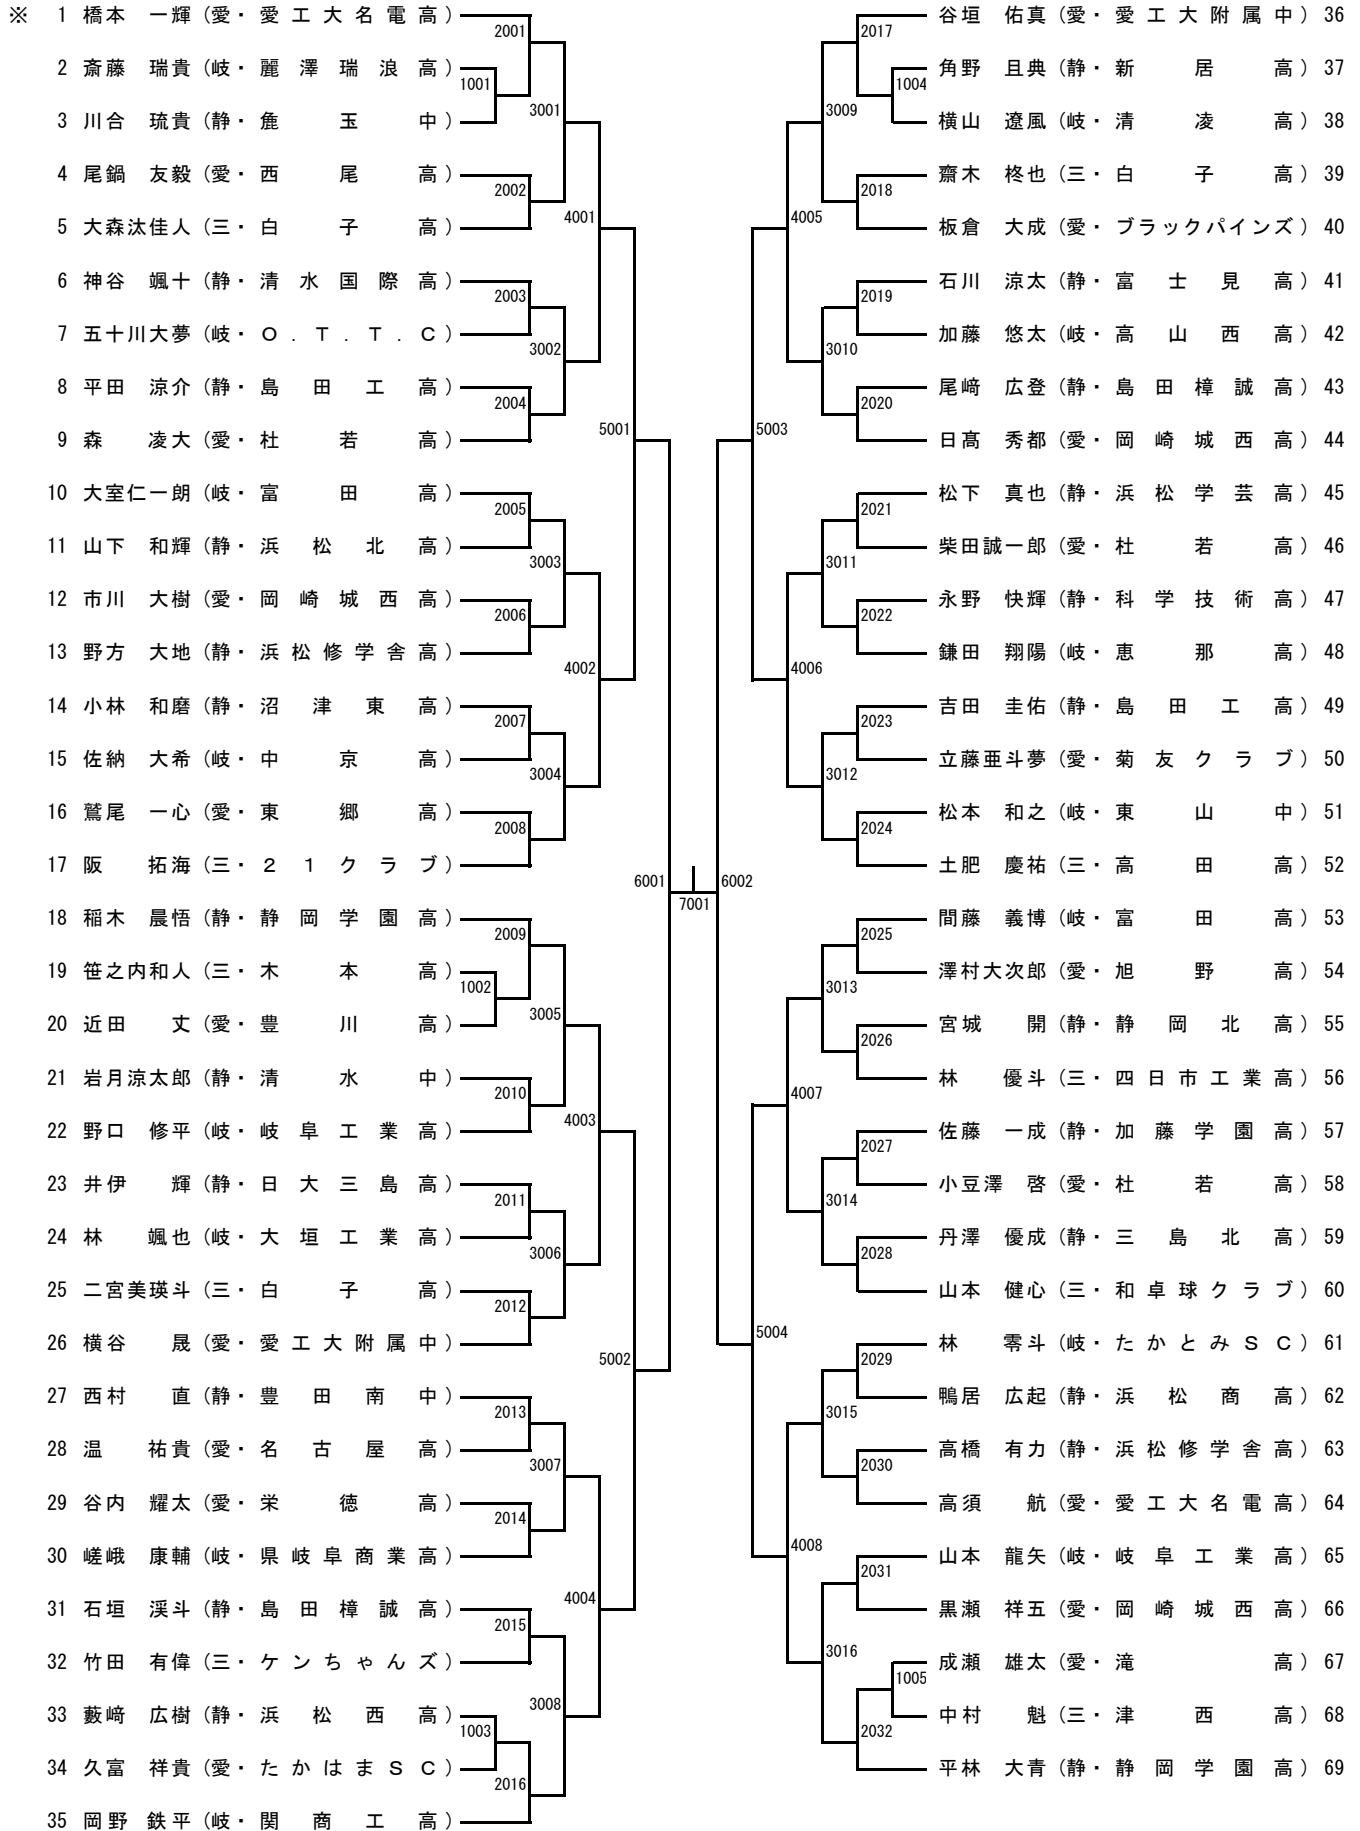 ※ 1 橋本 一輝 (愛・愛工大名電高)
2 斎藤 瑞貴 (岐・麗澤瑞浪高)
3 川合 琉貴 (静・麁玉中)
4 尾鍋 友毅 (愛・西尾高)
5 大森汰佳人 (三・白子高)
6 神谷 颯十 (静・清水国際高)
7 五十川大夢 (岐・O.T.T.C)
8 平田 涼介 (静・島田工高)
9 森 凌大 (愛・杜若高)
10 大室仁一朗 (岐・富田高)
11 山下 和輝 (静・浜松北高)
12 市川 大樹 (愛・岡崎城西高)
13 野方 大地 (静・浜松修学舎高)
14 小林 和磨 (静・沼津東高)
15 佐納 大希 (岐・中京高)
16 鷲尾 一心 (愛・東郷高)
17 阪 拓海 (三・21クラブ)
18 稲木 晨悟 (静・静岡学園高)
19 笹之内和人 (三・木本高)
20 近田 丈 (愛・豊川高)
21 岩月涼太郎 (静・清水中)
22 野口 修平 (岐・岐阜工業高)
23 井伊 輝 (静・日大三島高)
24 林 颯也 (岐・大垣工業高)
25 二宮美瑛斗 (三・白子高)
26 横谷 晟 (愛・愛工大附属中)
27 西村 直 (静・豊田南中)
28 温 祐貴 (愛・名古屋高)
29 谷内 耀太 (愛・栄徳高)
30 嵯峨 康輔 (岐・県岐阜商業高)
31 石垣 渓斗 (静・島田樟誠高)
32 竹田 有偉 (三・ケンちゃんズ)
33 藪﨑 広樹 (静・浜松西高)
34 久富 祥貴 (愛・たかはまSC)
35 岡野 鉄平 (岐・関商工高)
1001
1002
1003
2001
2002
2003
2004
2005
2006
2007
2008
2009
2010
2011
2012
2013
2014
2015
2016
3001
3002
3003
3004
3005
3006
3007
3008
4001
4002
4003
4004
5001
5002
6001
7001
6002
5003
5004
4005
4006
4007
4008
3009
3010
3011
3012
3013
3014
3015
3016
2017
2018
2019
2020
2021
2022
2023
2024
2025
2026
2027
2028
2029
2030
2031
2032
1004
1005
谷垣 佑真 (愛・愛工大附属中) 36
角野 且典 (静・新居高) 37
横山 遼風 (岐・清凌高) 38
齋木 柊也 (三・白子高) 39
板倉 大成 (愛・ブラックパインズ) 40
石川 涼太 (静・富士見高) 41
加藤 悠太 (岐・高山西高) 42
尾﨑 広登 (静・島田樟誠高) 43
日髙 秀都 (愛・岡崎城西高) 44
松下 真也 (静・浜松学芸高) 45
柴田誠一郎 (愛・杜若高) 46
永野 快輝 (静・科学技術高) 47
鎌田 翔陽 (岐・恵那高) 48
吉田 圭佑 (静・島田工高) 49
立藤亜斗夢 (愛・菊友クラブ) 50
松本 和之 (岐・東山中) 51
土肥 慶祐 (三・高田高) 52
間藤 義博 (岐・富田高) 53
澤村大次郎 (愛・旭野高) 54
宮城 開 (静・静岡北高) 55
林 優斗 (三・四日市工業高) 56
佐藤 一成 (静・加藤学園高) 57
小豆澤 啓 (愛・杜若高) 58
丹澤 優成 (静・三島北高) 59
山本 健心 (三・和卓球クラブ) 60
林 零斗 (岐・たかとみSC) 61
鴨居 広起 (静・浜松商高) 62
高橋 有力 (静・浜松修学舎高) 63
高須 航 (愛・愛工大名電高) 64
山本 龍矢 (岐・岐阜工業高) 65
黒瀬 祥五 (愛・岡崎城西高) 66
成瀬 雄太 (愛・滝高) 67
中村 魁 (三・津西高) 68
平林 大青 (静・静岡学園高) 69